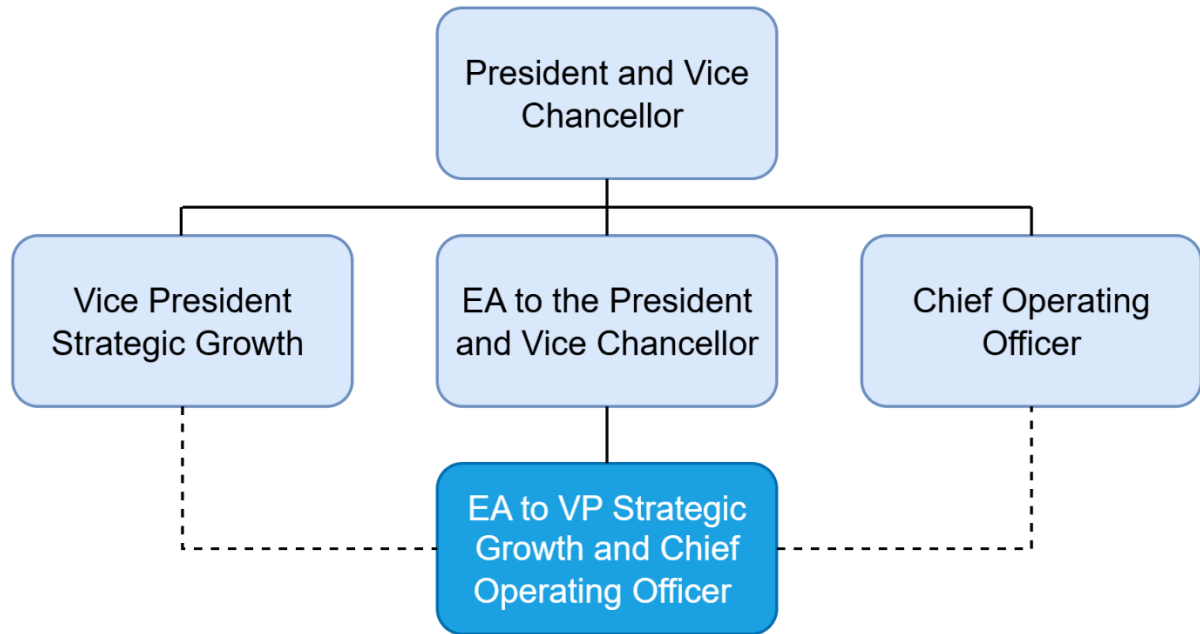 President and Vice
Chancellor
Vice President
Strategic Growth
EA to the President
and Vice Chancellor
Chief Operating
Officer
EA to VP Strategic
Growth and Chief
Operating Officer